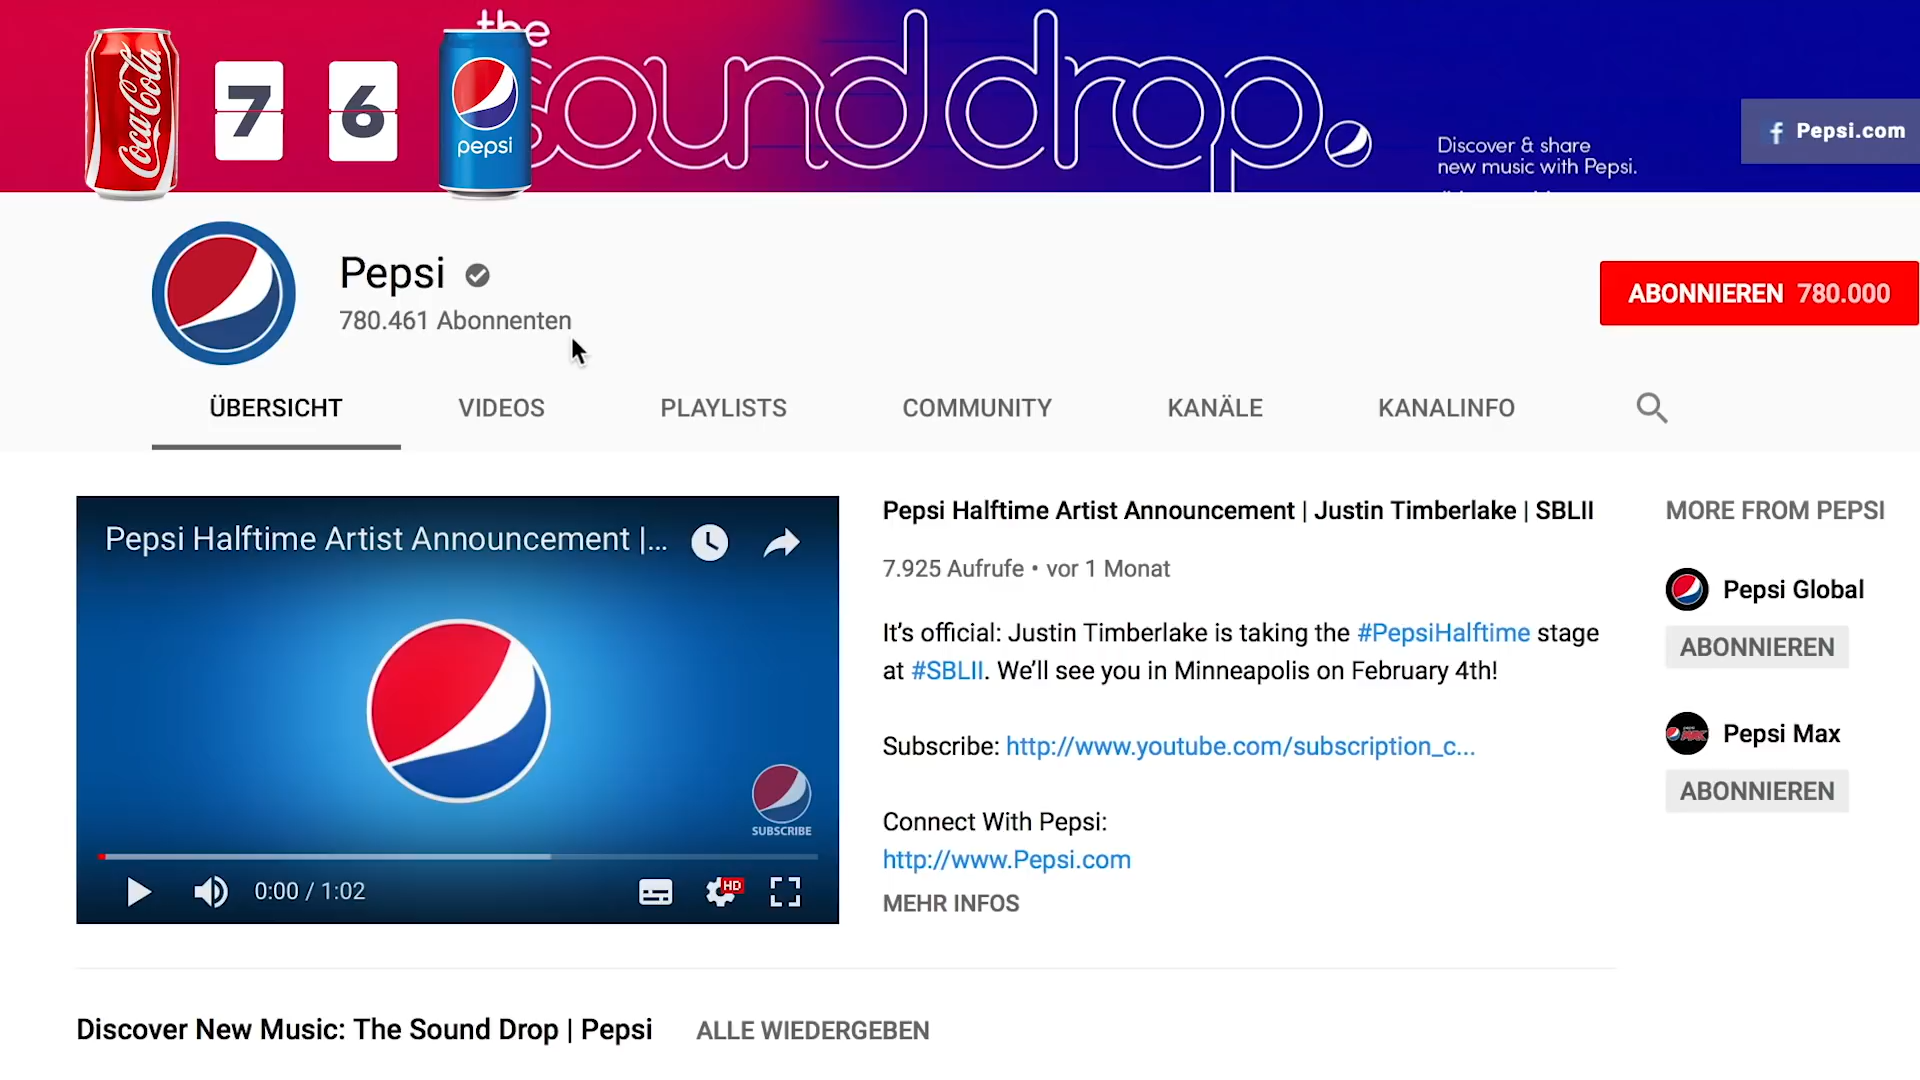 the
sound drop.
Coca-Cola
7 6
pepsi
Discover & share
new music with Pepsi.
Pepsi.com
Pepsi
780.461 Abonnenten
ABONNIEREN 780.000
ÜBERSICHT VIDEOS PLAYLISTS COMMUNITY KANÄLE KANALINFO
Pepsi Halftime Artist Announcement |...
SUBSCRIBE
0:00 / 1:02
HD
Pepsi Halftime Artist Announcement | Justin Timberlake | SBLII
7.925 Aufrufe • vor 1 Monat
It’s official: Justin Timberlake is taking the #PepsiHalftime stage
at #SBLII. We’ll see you in Minneapolis on February 4th!
Subscribe: http://www.youtube.com/subscription_c...
Connect With Pepsi:
http://www.Pepsi.com
MEHR INFOS
MORE FROM PEPSI
Pepsi Global
ABONNIEREN
Pepsi Max
ABONNIEREN
Discover New Music: The Sound Drop | Pepsi ALLE WIEDERGEBEN